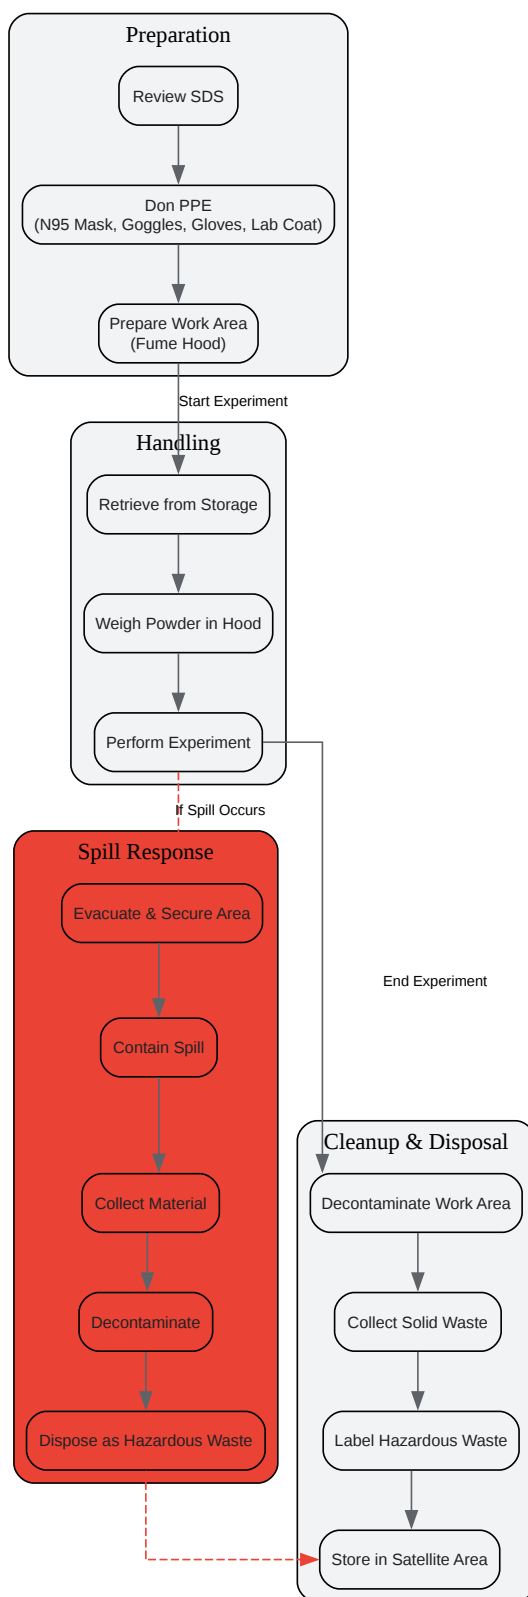 Preparation
Review SDS
Don PPE
(N95 Mask, Goggles, Gloves, Lab Coat)
Prepare Work Area
(Fume Hood)
Start Experiment
Handling
Retrieve from Storage
Weigh Powder in Hood
Perform Experiment
If Spill Occurs
Spill Response
Evacuate & Secure Area
Contain Spill
Collect Material
Decontaminate
Dispose as Hazardous Waste
End Experiment
Cleanup & Disposal
Decontaminate Work Area
Collect Solid Waste
Label Hazardous Waste
Store in Satellite Area